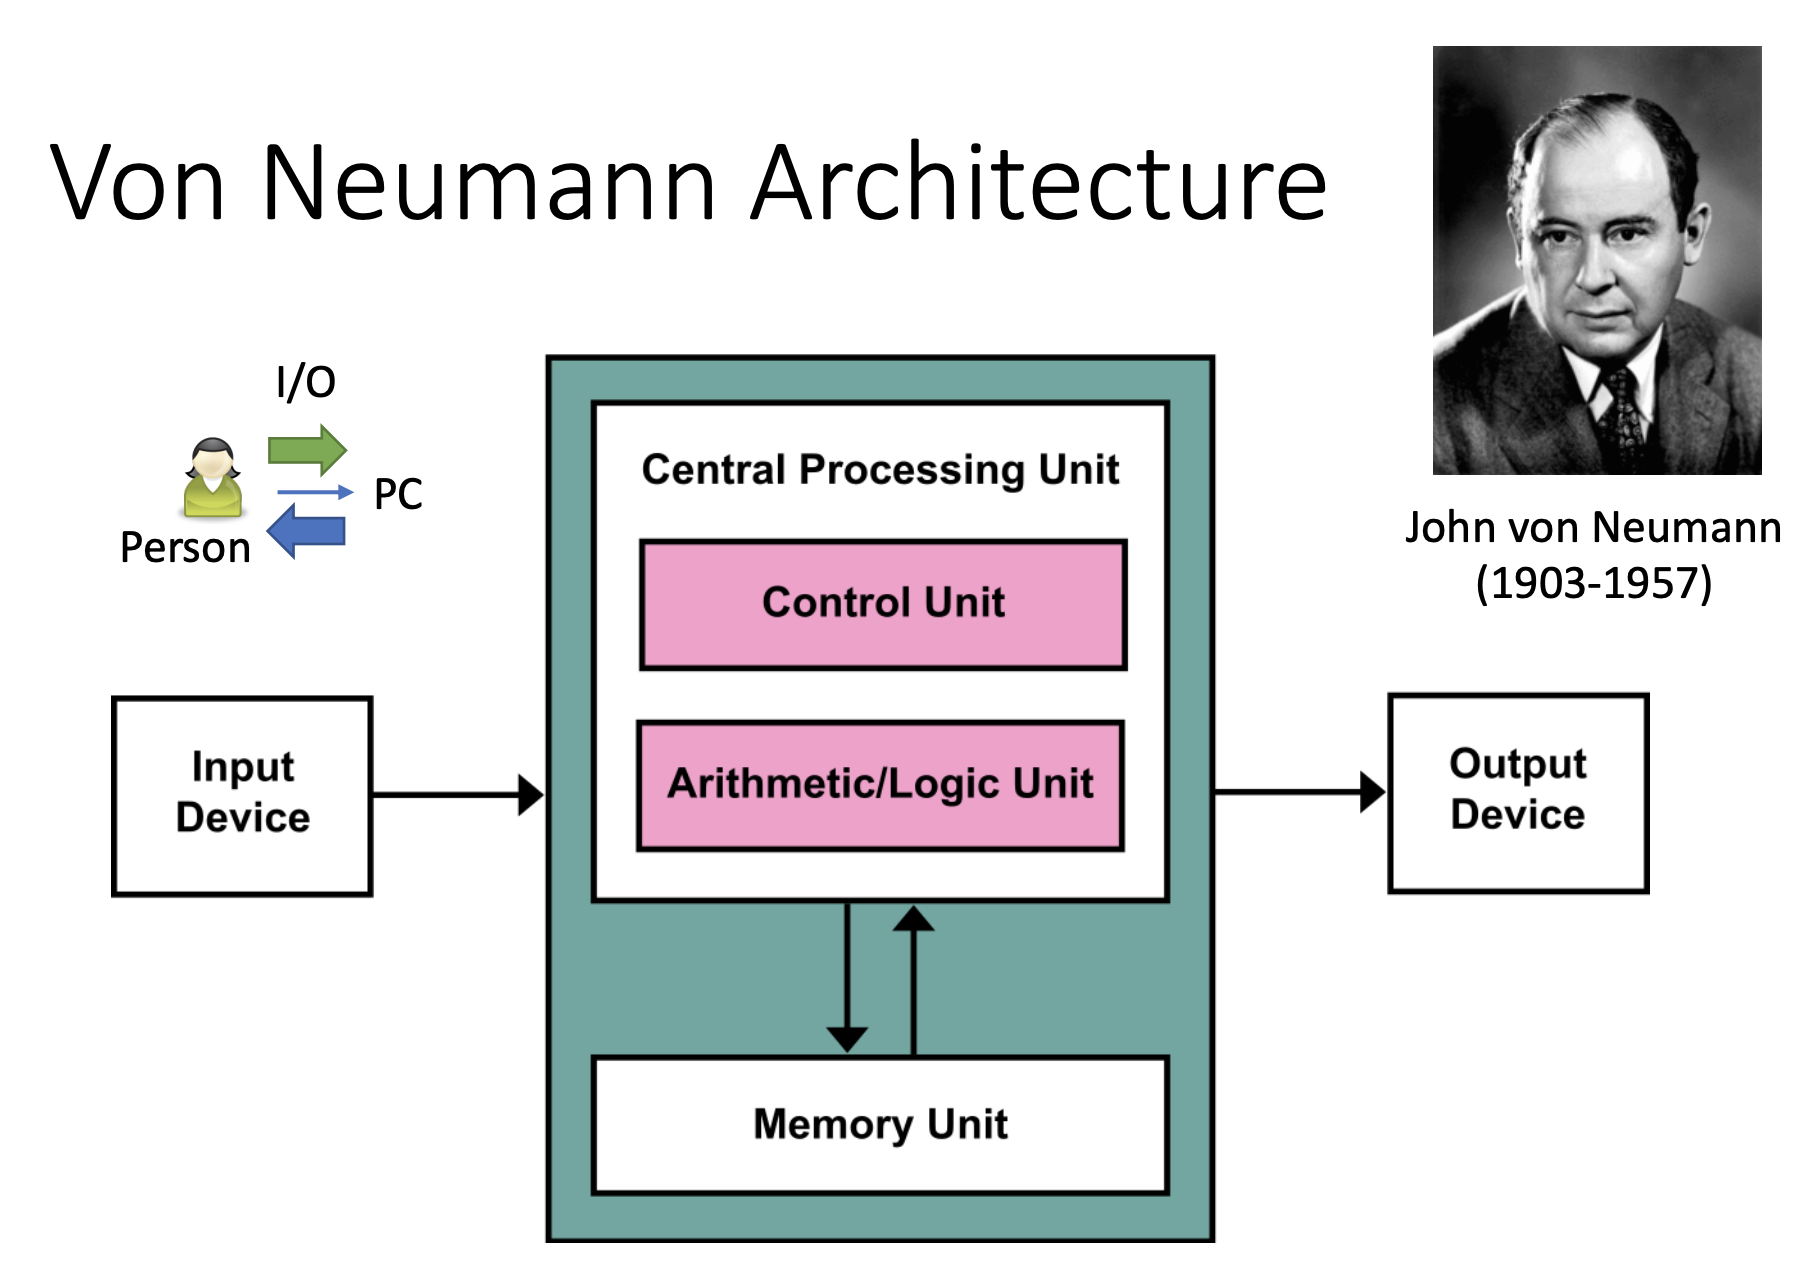 Von Neumann Architecture
I/O
PC
Person
Central Processing Unit
Control Unit
Arithmetic/Logic Unit
Memory Unit
Input
Device
Output
Device
John von Neumann
(1903-1957)